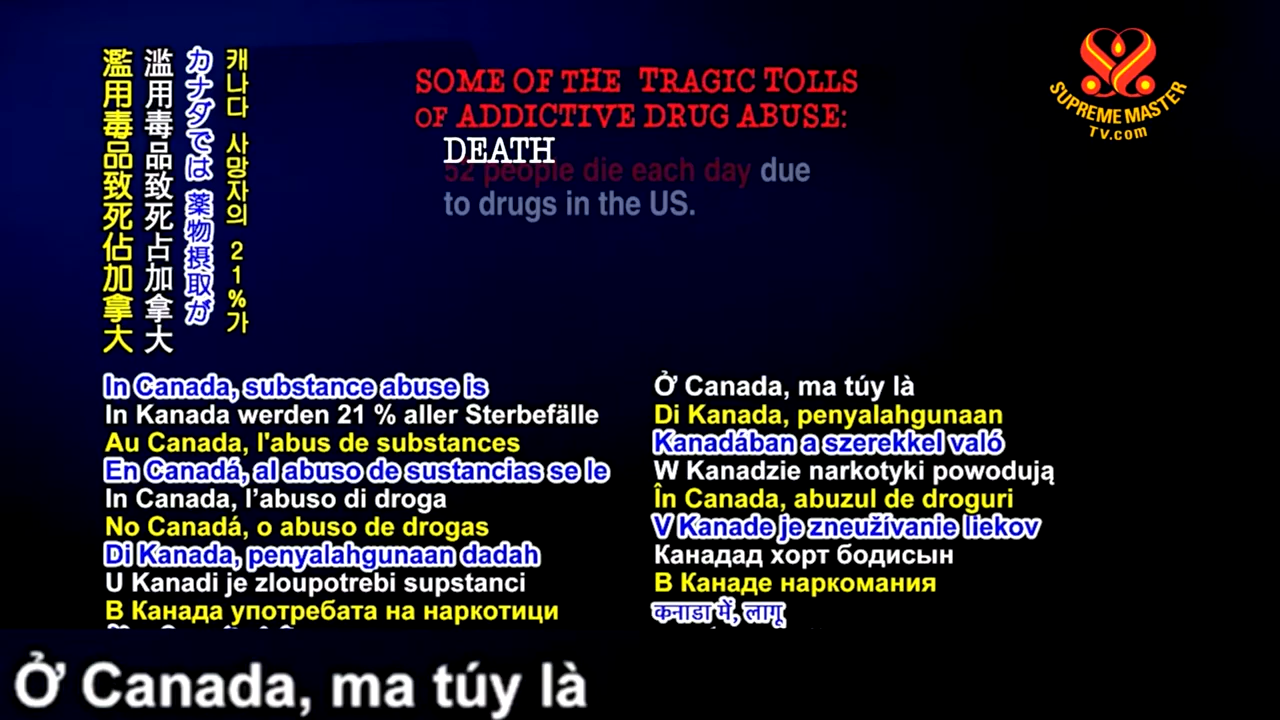 濫用毒品致死佔加拿大
滥用毒品致死占加拿大
カナダでは 薬物摂取が
캐나다 사망자의 21%가
SOME OF THE TRAGIC TOLLS
OF ADDICTIVE DRUG ABUSE:
DEATH
52 people die each day due
to drugs in the US.
SUPREME MASTER
TV.com
In Canada, substance abuse is
In Kanada werden 21 % aller Sterbefälle
Au Canada, l'abus de substances
En Canadá, al abuso de sustancias se le
In Canada, l’abuso di droga
No Canadá, o abuso de drogas
Di Kanada, penyalahgunaan dadah
U Kanadi je zloupotrebi supstanci
В Канада употребата на наркотици
Ở Canada, ma túy là
Di Kanada, penyalahgunaan
Kanadában a szerekkel való
W Kanadzie narkotyki powodują
În Canada, abuzul de droguri
V Kanade je zneužívanie liekov
Канадад хорт бодисын
В Канаде наркомания
कनाडा में, लागू
Ở Canada, ma túy là